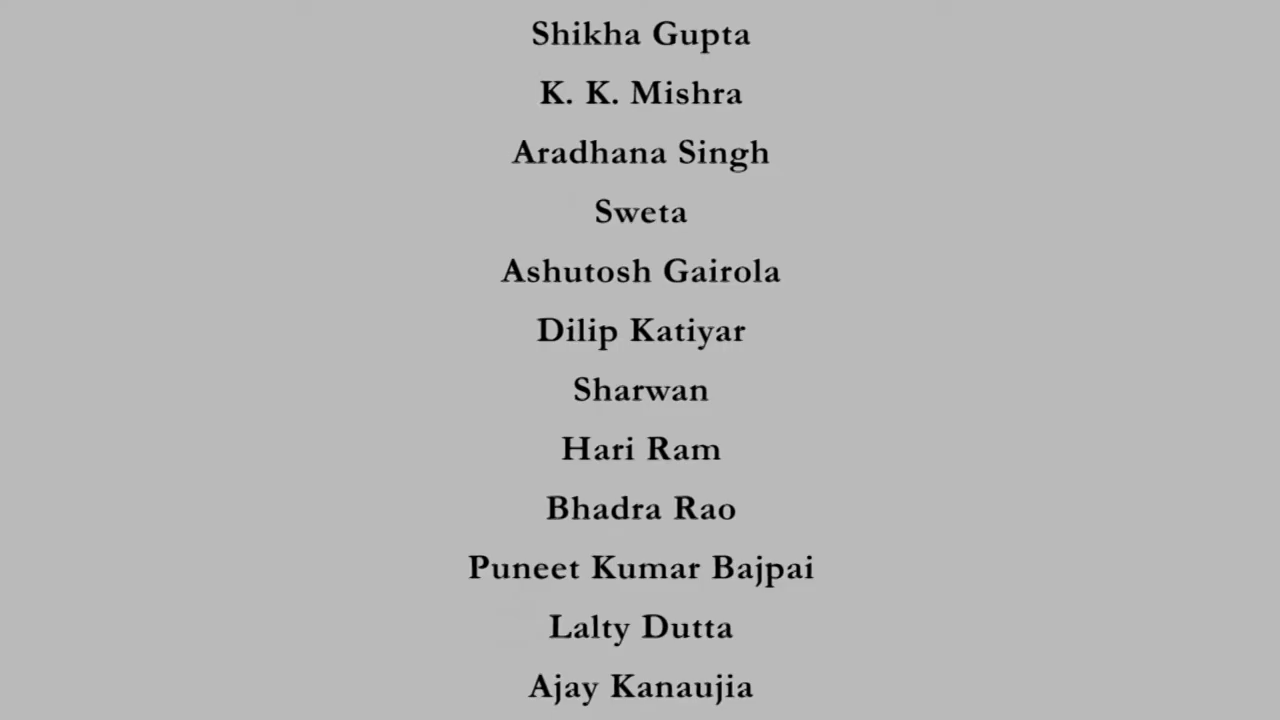 Shikha Gupta
K. K. Mishra
Aradhana Singh
Sweta
Ashutosh Gairola
Dilip Katiyar
Sharwan
Hari Ram
Bhadra Rao
Puneet Kumar Bajpai
Lalty Dutta
Ajay Kanaujia